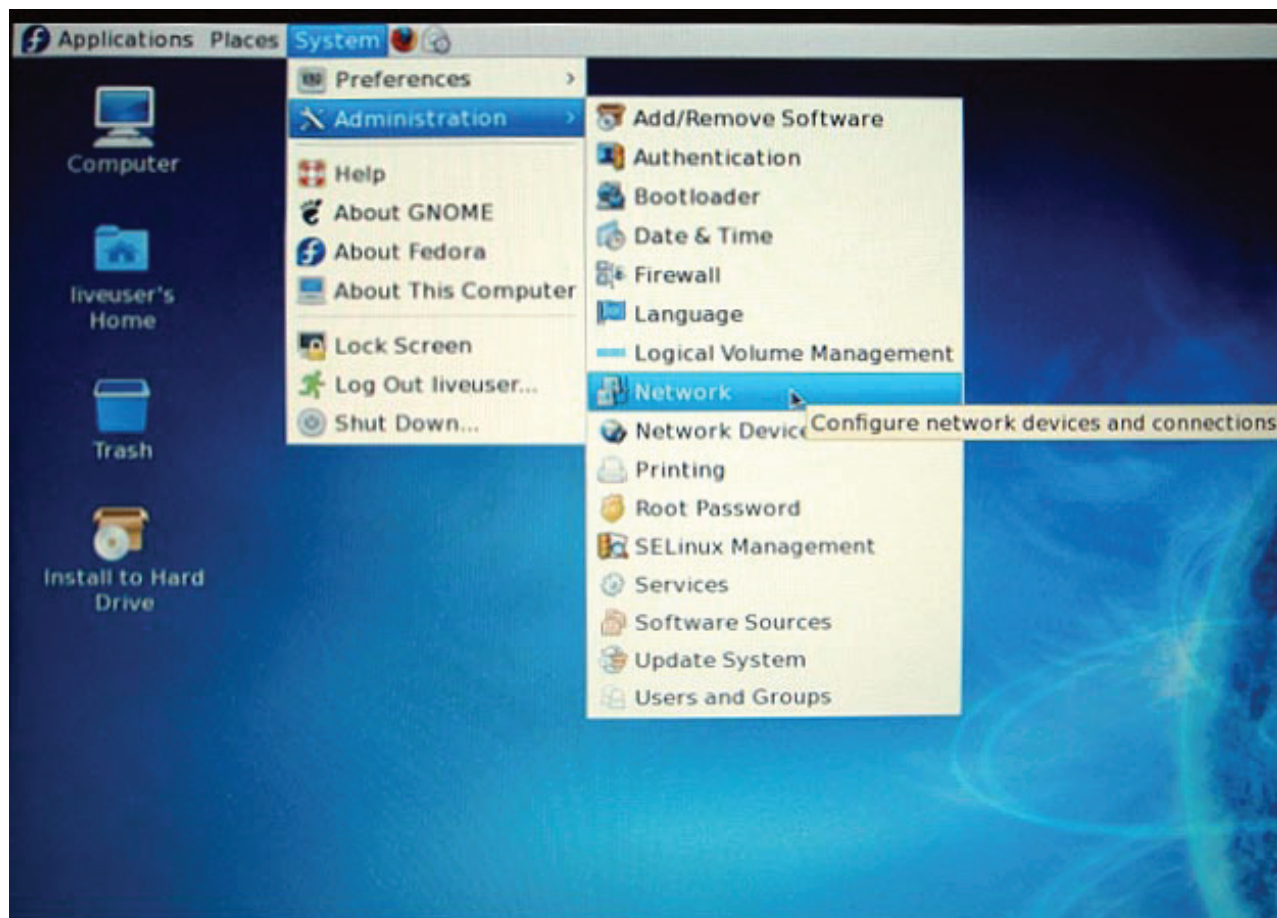 Applications Places System
Computer
liveuser's
Home
Trash
Install to Hard
Drive
Preferences
Administration
Help
About GNOME
About Fedora
About This Computer
Lock Screen
Log Out liveuser...
Shut Down...
Add/Remove Software
Authentication
Bootloader
Date & Time
Firewall
Language
Logical Volume Management
Network
Configure network devices and connections
Network Device
Printing
Root Password
SELinux Management
Services
Software Sources
Update System
Users and Groups